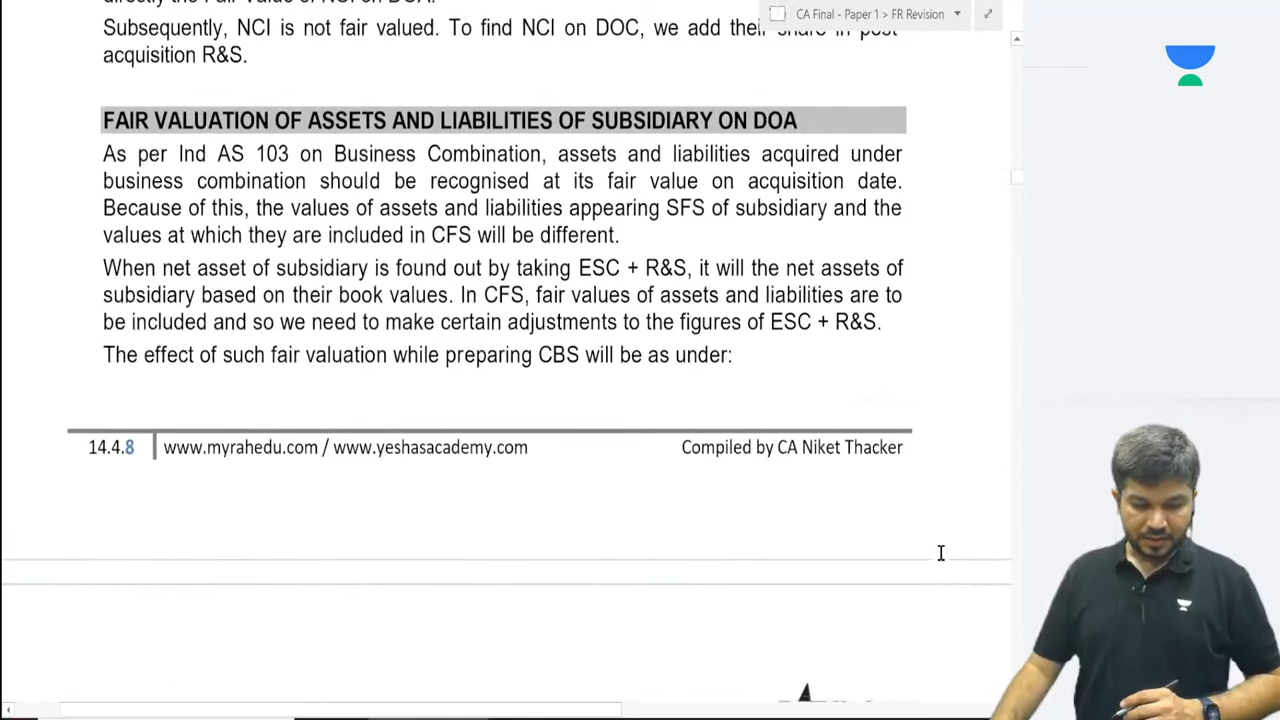 CA Final - Paper 1 > FR Revision
Subsequently, NCI is not fair valued. To find NCI on DOC, we add their share in post
acquisition R&S.
FAIR VALUATION OF ASSETS AND LIABILITIES OF SUBSIDIARY ON DOA
As per Ind AS 103 on Business Combination, assets and liabilities acquired under
business combination should be recognised at its fair value on acquisition date.
Because of this, the values of assets and liabilities appearing SFS of subsidiary and the
values at which they are included in CFS will be different.
When net asset of subsidiary is found out by taking ESC + R&S, it will the net assets of
subsidiary based on their book values. In CFS, fair values of assets and liabilities are to
be included and so we need to make certain adjustments to the figures of ESC + R&S.
The effect of such fair valuation while preparing CBS will be as under:
14.4.8 www.myrahedu.com / www.yeshasacademy.com Compiled by CA Niket Thacker